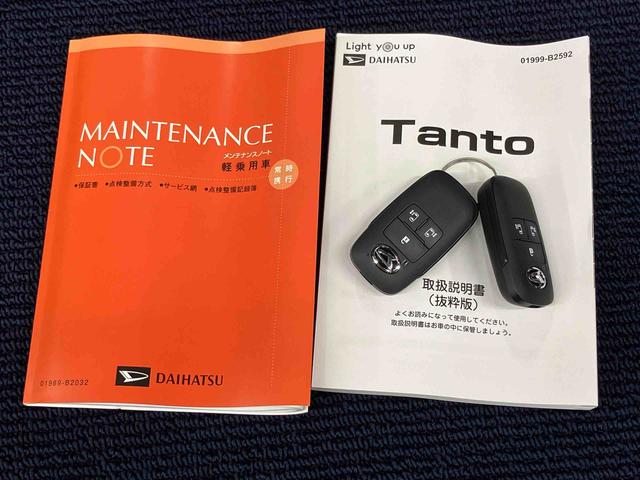 MAINTENANCE
NOTE
メンテナンスノート
軽乗用車
常時
携行
•保証書 •点検整備方式 •サービス網 •点検整備記録簿
01989-B2032
DAIHATSU
Light you up
DAIHATSU
01999-B2592
Tanto
取扱説明書
(抜粋版)
よくお読みになって使用してください。
取扱説明書はお車の中に保管しましょう。